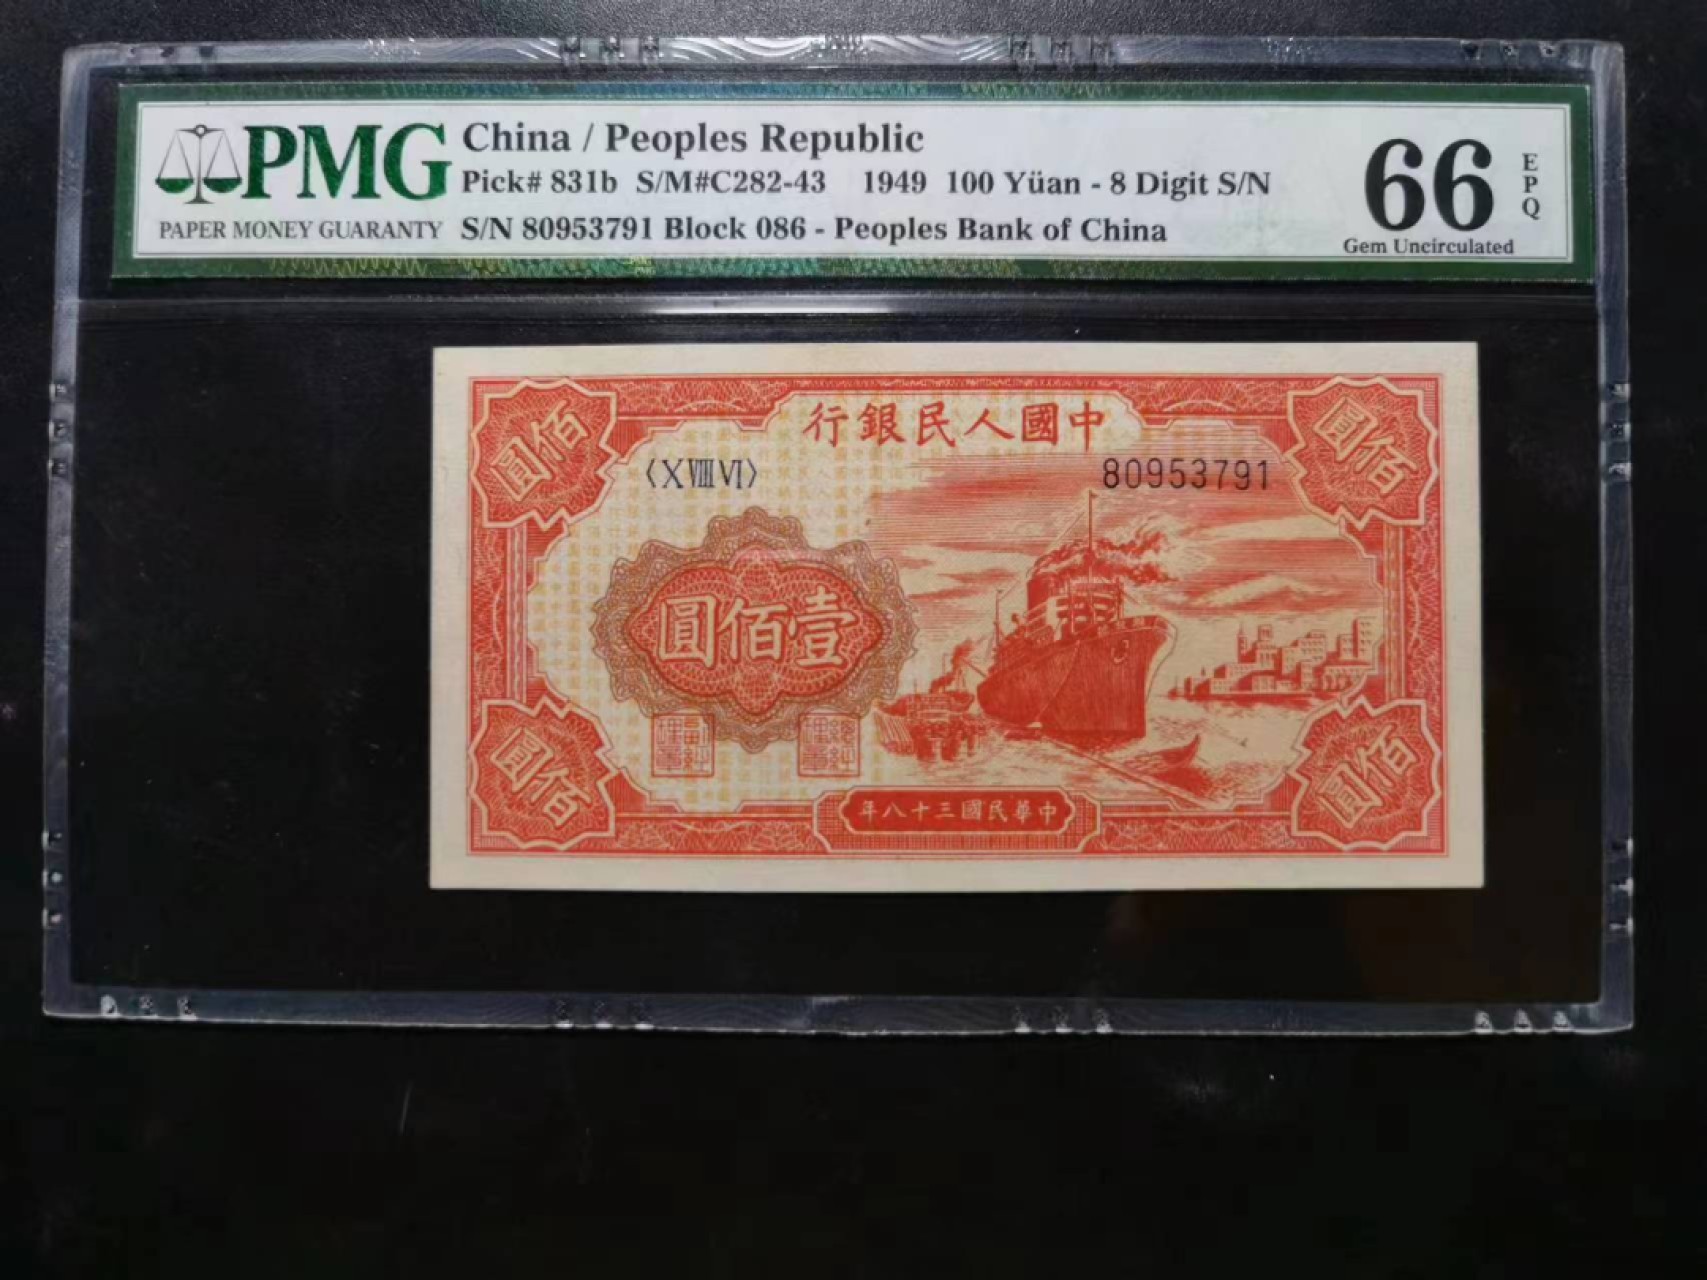 PMG
PAPER MONEY GUARANTY
China / Peoples Republic
Pick# 831b S/M#C282-43 1949 100 Yüan - 8 Digit S/N
S/N 80953791 Block 086 - Peoples Bank of China
66
EPQ
Gem Uncirculated
行銀民人國中
圓佰
圓佰
〈X VIII VI〉
80953791
圓佰壹
圓佰
圓佰
年八十三國民華中